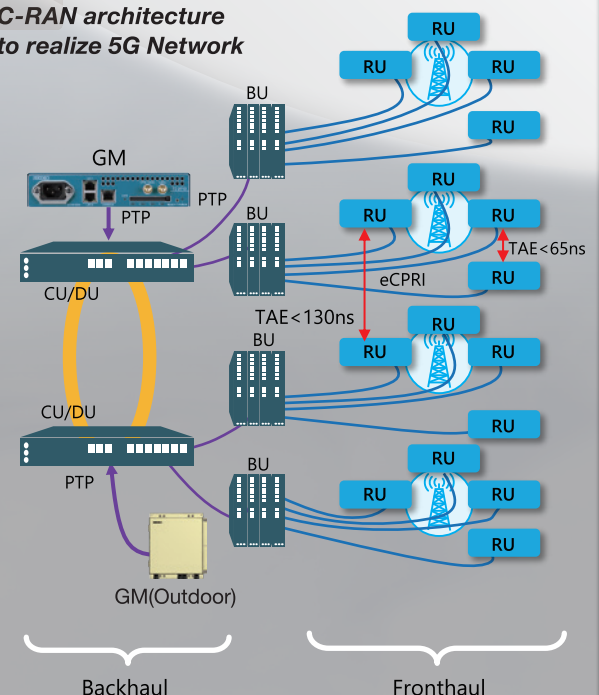 C-RAN architecture
to realize 5G Network
RU
RU
RU
BU
RU
GM
PTP
PTP
RU
BU
RU
RU
TAE<65ns
RU
eCPRI
CU/DU
TAE<130ns
RU
BU
RU
RU
CU/DU
RU
RU
BU
PTP
RU
RU
RU
GM(Outdoor)
Backhaul
Fronthaul